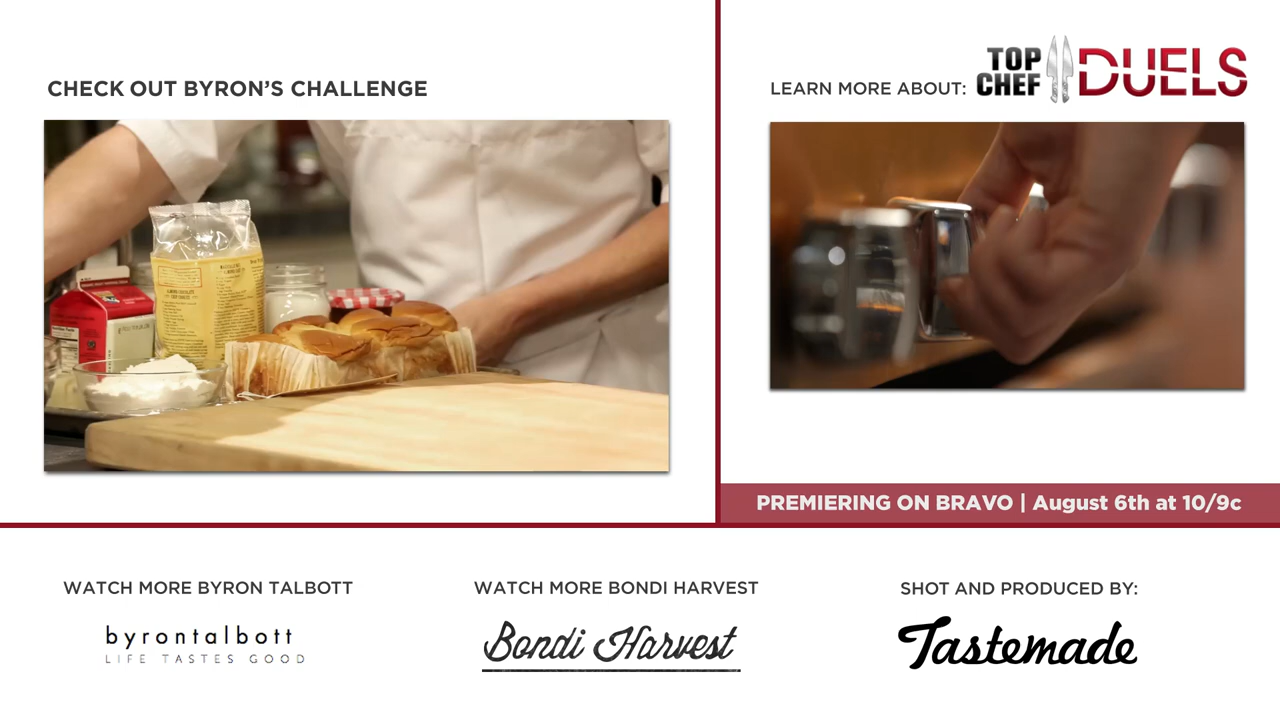 CHECK OUT BYRON'S CHALLENGE
LEARN MORE ABOUT:
TOP CHEF DUELS
PREMIERING ON BRAVO | August 6th at 10/9c
WATCH MORE BYRON TALBOTT
byrontalbott
LIFE TASTES GOOD
WATCH MORE BONDI HARVEST
Bondi Harvest
SHOT AND PRODUCED BY:
Tastemade